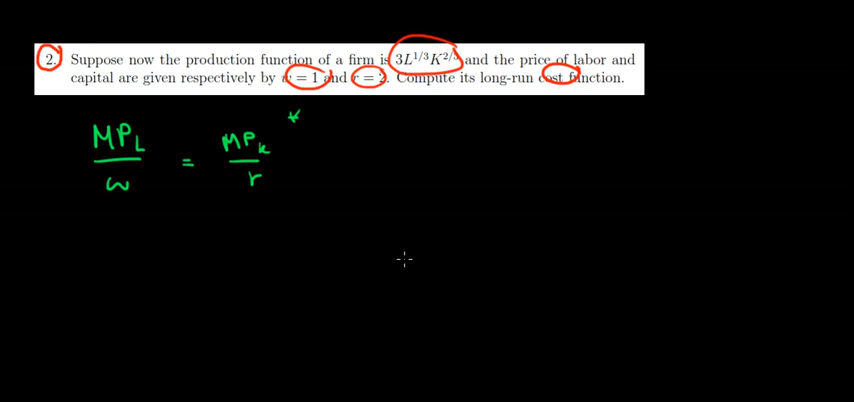 2. Suppose now the production function of a firm is 3L^{1/3}K^{2/3} and the price of labor and
capital are given respectively by w = 1 and r = 2. Compute its long-run cost function.
*
MP_L / w = MP_K / r